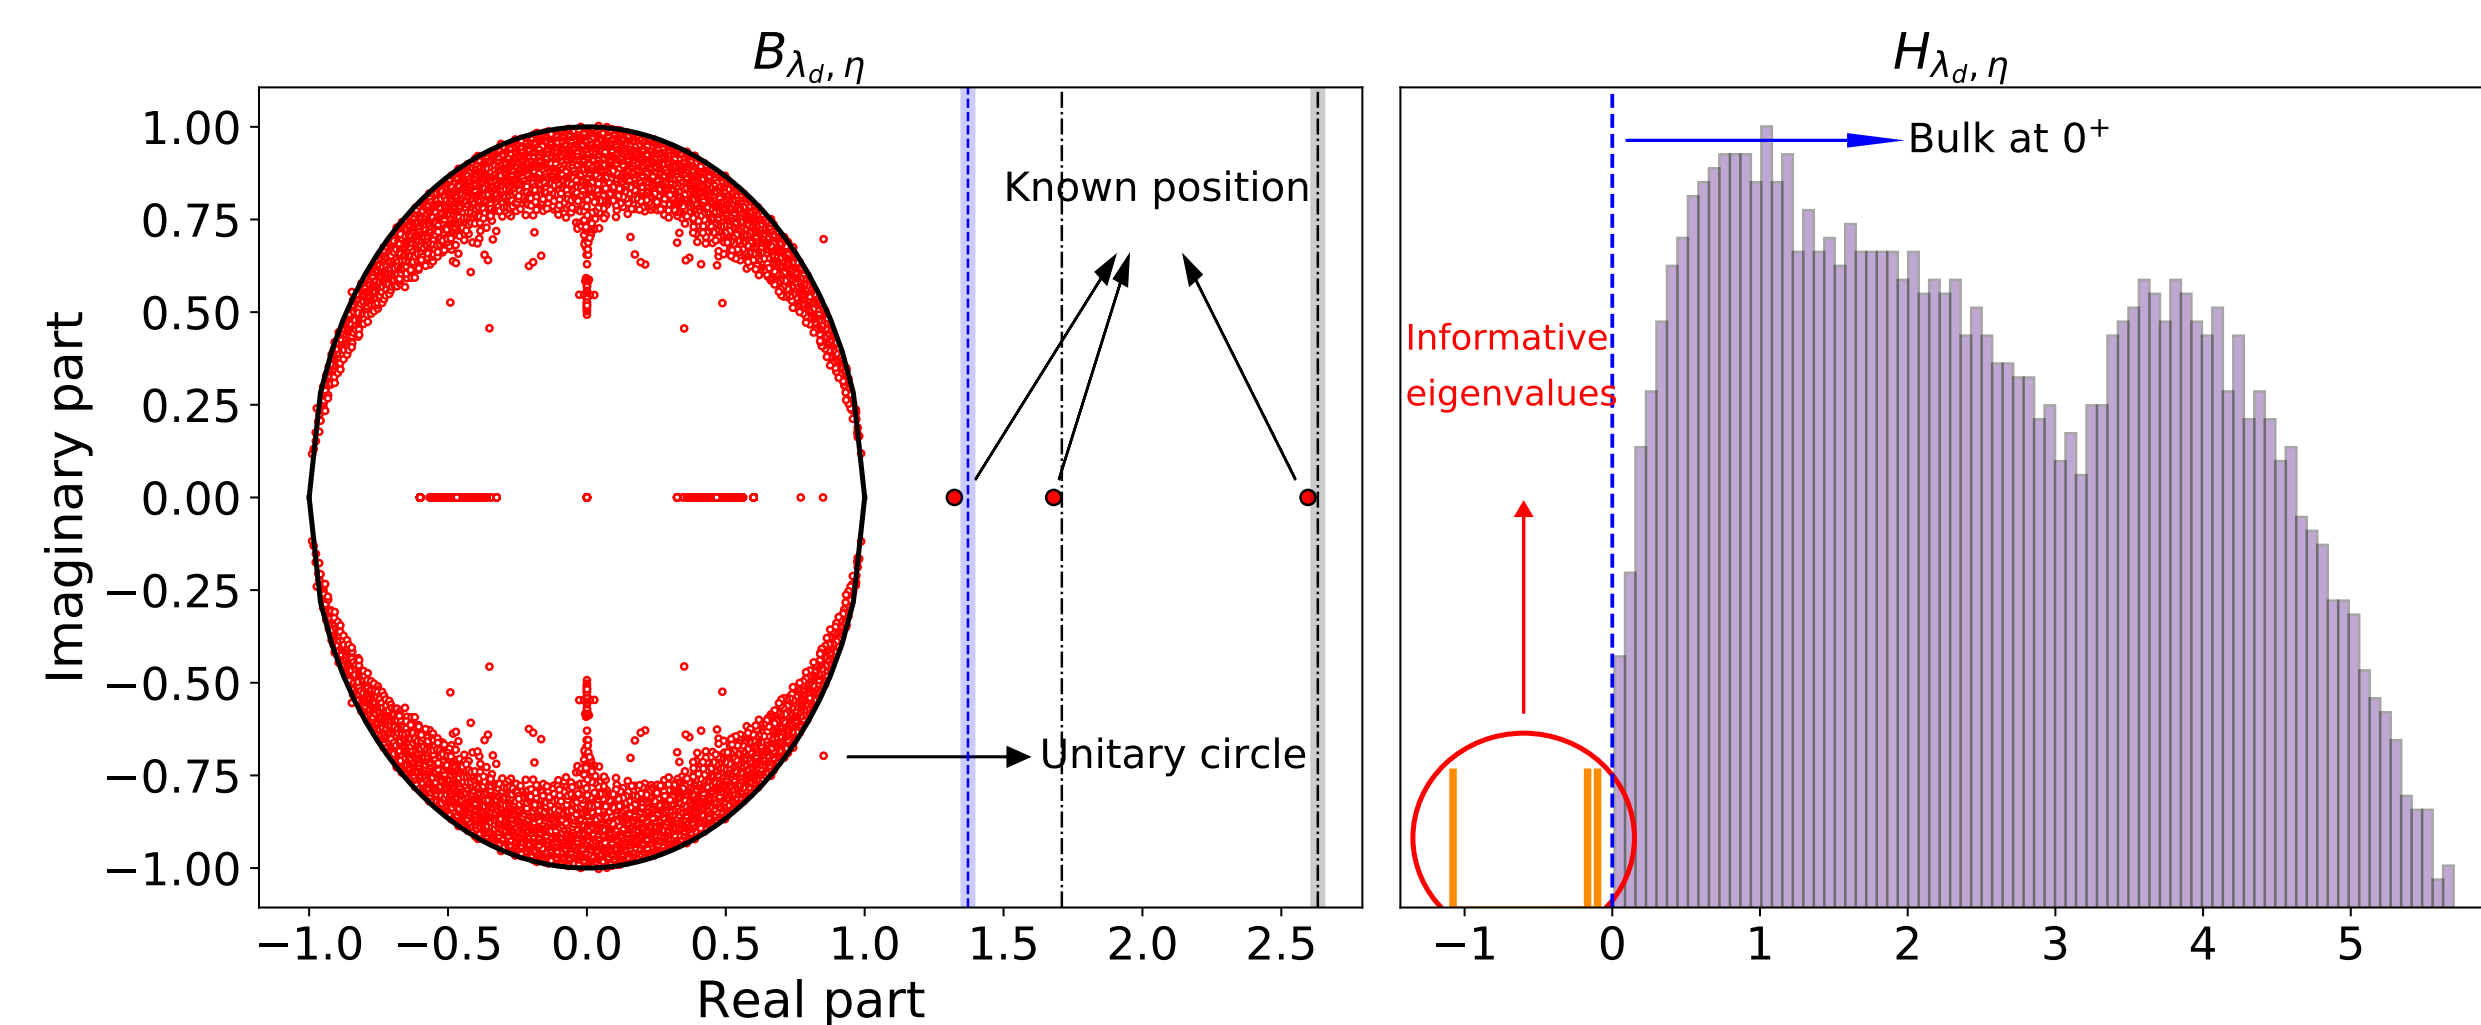 B_{λ_d, η}
H_{λ_d, η}
1.00
0.75
0.50
0.25
0.00
−0.25
−0.50
−0.75
−1.00
Imaginary part
Known position
Unitary circle
−1.0 −0.5 0.0 0.5 1.0 1.5 2.0 2.5
Real part
Bulk at 0⁺
Informative
eigenvalues
−1 0 1 2 3 4 5